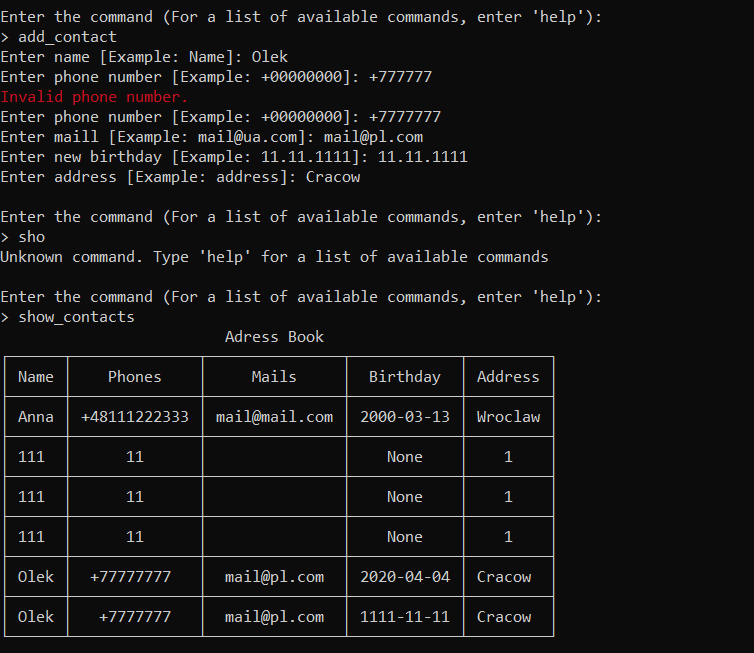 Enter the command (For a list of available commands, enter 'help'):
> add_contact
Enter name [Example: Name]: Olek
Enter phone number [Example: +00000000]: +777777
Invalid phone number.
Enter phone number [Example: +00000000]: +7777777
Enter maill [Example: mail@ua.com]: mail@pl.com
Enter new birthday [Example: 11.11.1111]: 11.11.1111
Enter address [Example: address]: Cracow
Enter the command (For a list of available commands, enter 'help'):
> sho
Unknown command. Type 'help' for a list of available commands
Enter the command (For a list of available commands, enter 'help'):
> show_contacts
Adress Book
Name Phones Mails Birthday Address
Anna +48111222333 mail@mail.com 2000-03-13 Wroclaw
111 11 None 1
111 11 None 1
111 11 None 1
Olek +77777777 mail@pl.com 2020-04-04 Cracow
Olek +7777777 mail@pl.com 1111-11-11 Cracow